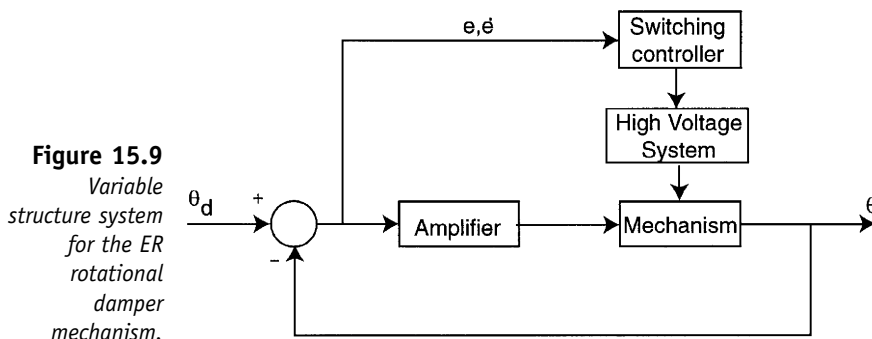 Figure 15.9
Variable
structure system
for the ER
rotational
damper
mechanism.
θd
+
−
e,ė
Switching
controller
High Voltage
System
Amplifier
Mechanism
θ